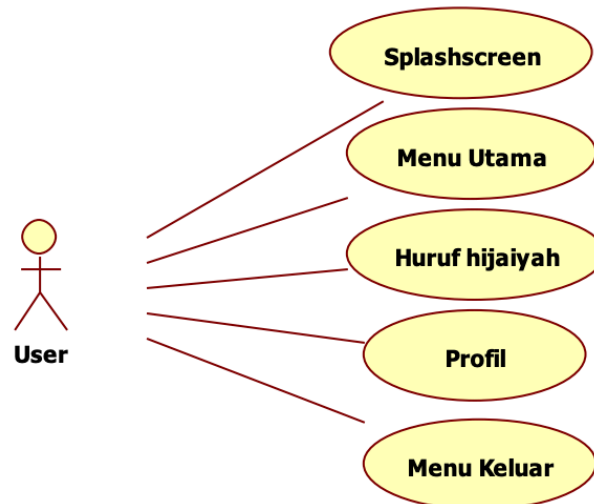 Splashscreen
Menu Utama
Huruf hijaiyah
Profil
Menu Keluar
User